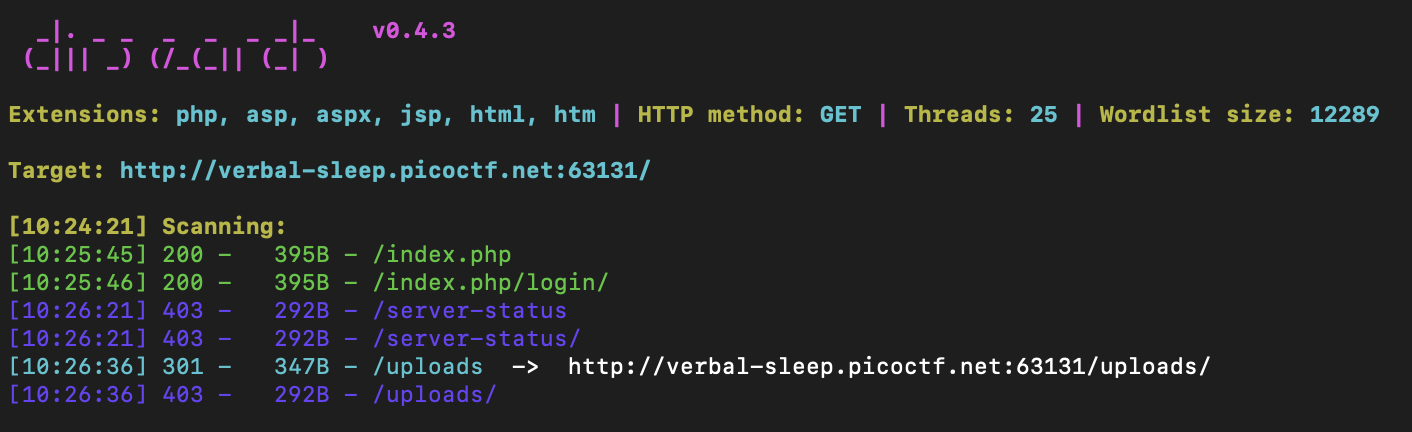 _|. _ _  _  _  _ _|_    v0.4.3
(_||| _) (/_(_|| (_| )
Extensions: php, asp, aspx, jsp, html, htm | HTTP method: GET | Threads: 25 | Wordlist size: 12289
Target: http://verbal-sleep.picoctf.net:63131/
[10:24:21] Scanning:
[10:25:45] 200 -   395B - /index.php
[10:25:46] 200 -   395B - /index.php/login/
[10:26:21] 403 -   292B - /server-status
[10:26:21] 403 -   292B - /server-status/
[10:26:36] 301 -   347B - /uploads  ->  http://verbal-sleep.picoctf.net:63131/uploads/
[10:26:36] 403 -   292B - /uploads/